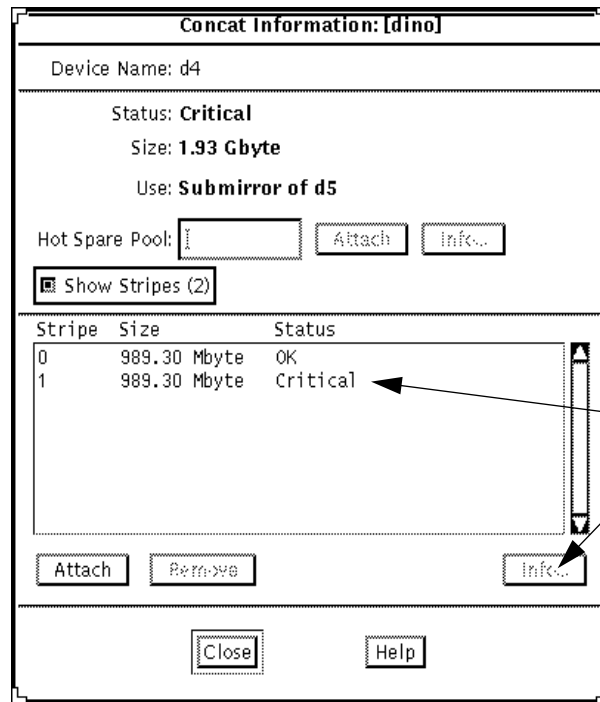 Concat Information: [dino]
Device Name: d4
Status: Critical
Size: 1.93 Gbyte
Use: Submirror of d5
Hot Spare Pool: Attach Info...
Show Stripes (2)
Stripe Size Status
0 989.30 Mbyte OK
1 989.30 Mbyte Critical
Attach Remove Info...
Close Help